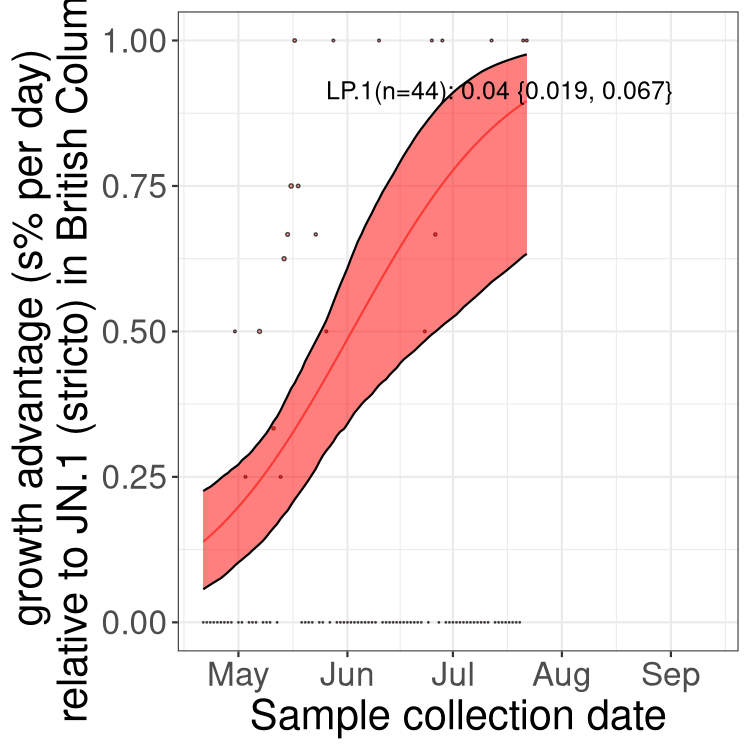 growth advantage (s% per day)
relative to JN.1 (stricto) in British Colum
1.00
0.75
0.50
0.25
0.00
LP.1(n=44): 0.04 {0.019, 0.067}
May Jun Jul Aug Sep
Sample collection date